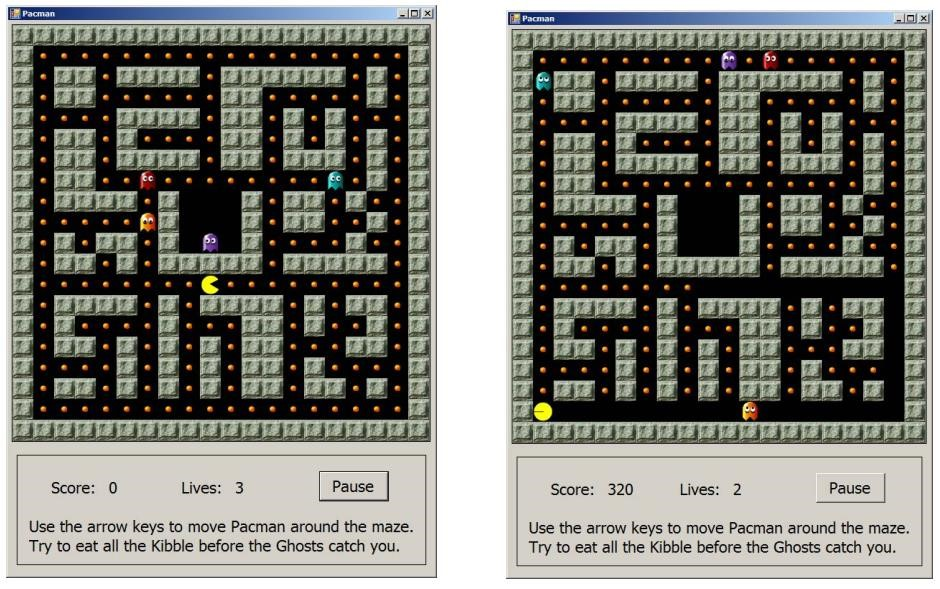 Pacman
Score: 0 Lives: 3 Pause
Use the arrow keys to move Pacman around the maze.
Try to eat all the Kibble before the Ghosts catch you.
Pacman
Score: 320 Lives: 2 Pause
Use the arrow keys to move Pacman around the maze.
Try to eat all the Kibble before the Ghosts catch you.